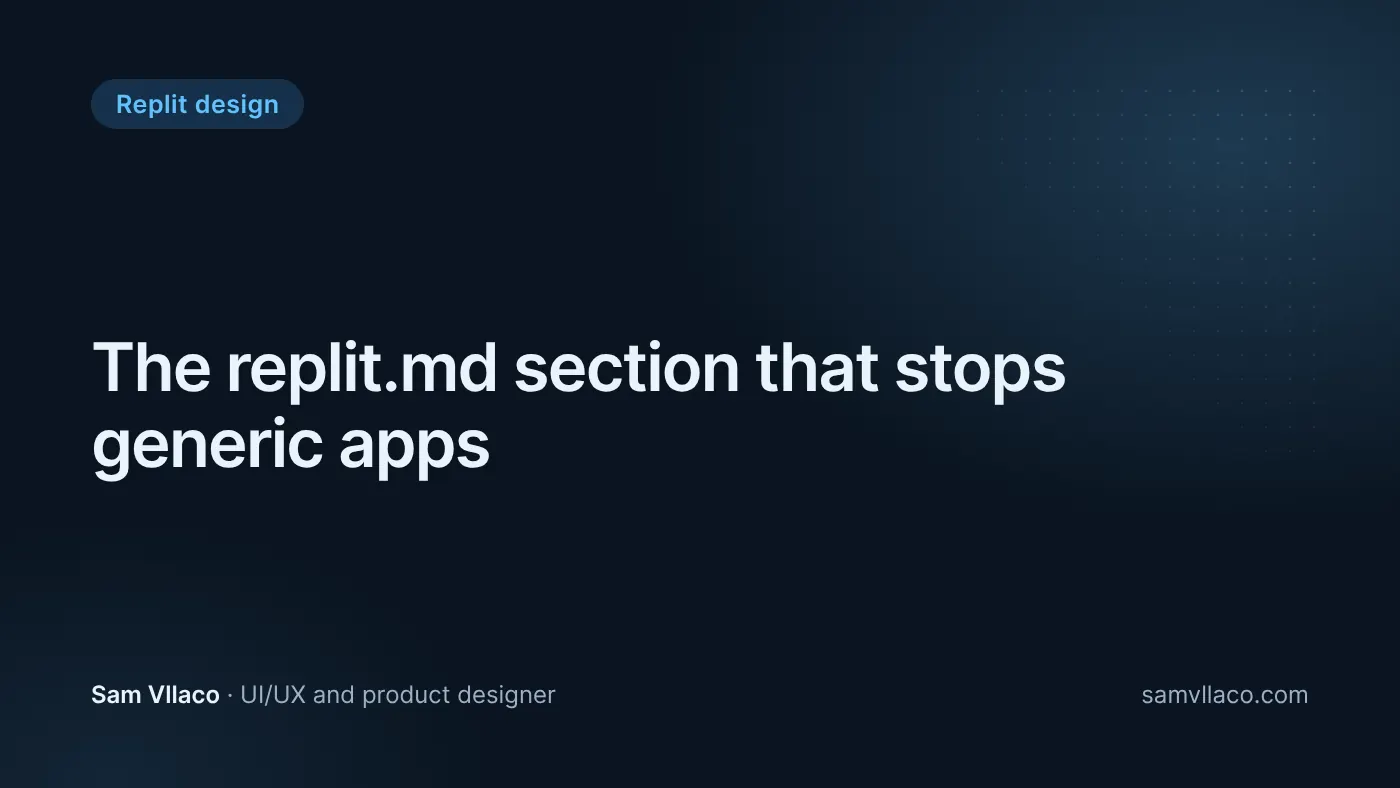 Replit design
The replit.md section that stops
generic apps
Sam Vllaco · UI/UX and product designer
samvllaco.com